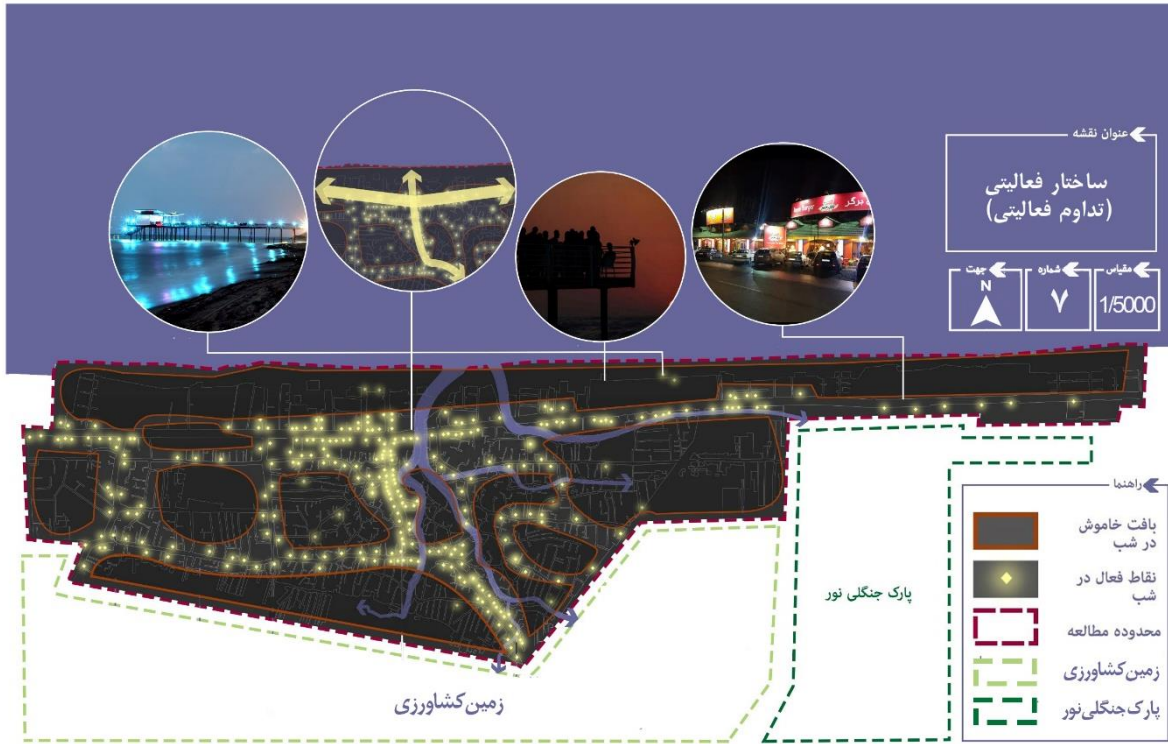 عنوان نقشه
ساختار فعالیتی
(تداوم فعالیتی)
مقیاس
1/5000
شماره
۷
جهت
N
برگر
راهنما
بافت خاموش
در شب
نقاط فعال در
شب
محدوده مطالعه
زمین کشاورزی
پارک جنگلی نور
پارک جنگلی نور
زمین کشاورزی